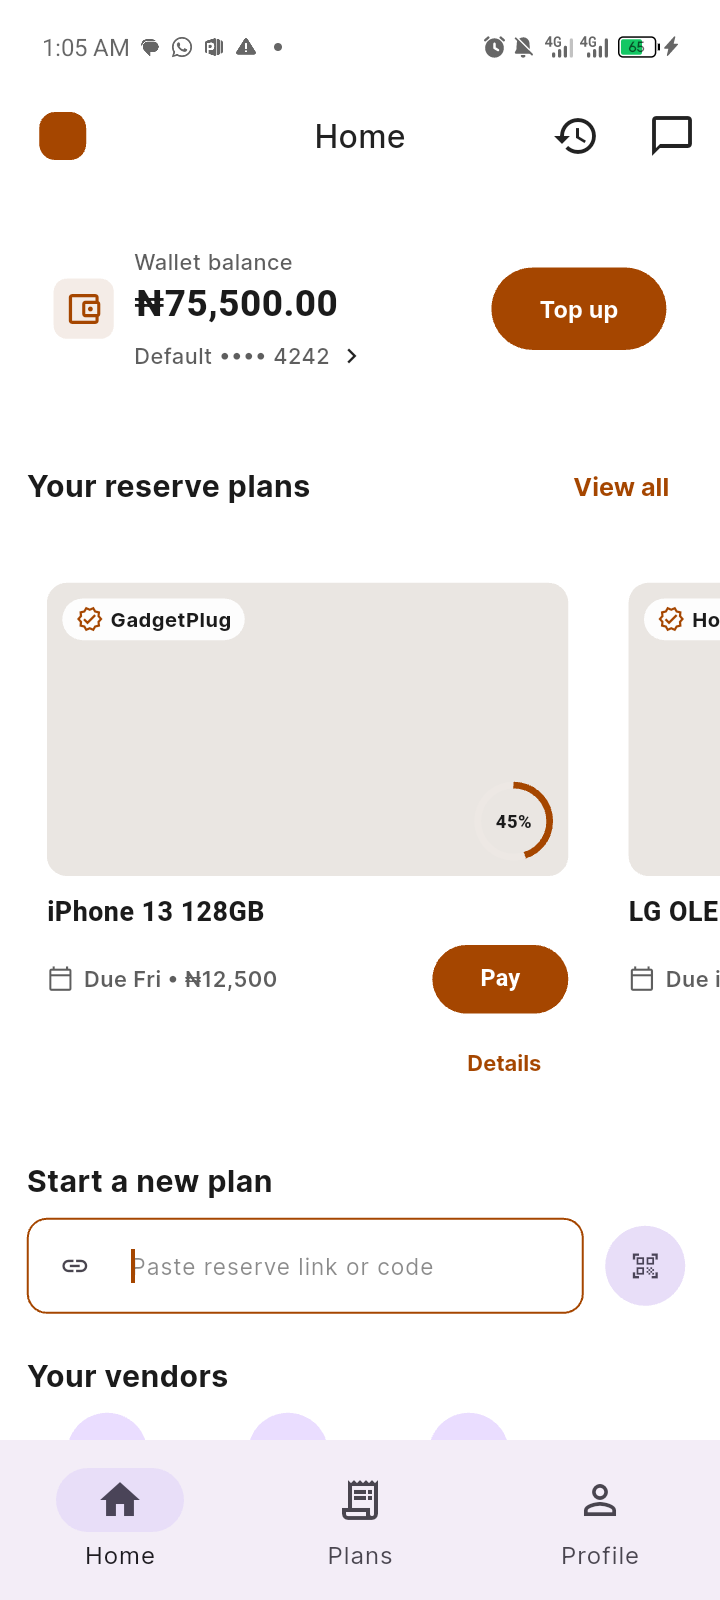 1:05 AM 4G 4G 65
Home
Wallet balance
₦75,500.00
Top up
Default •••• 4242
Your reserve plans
View all
GadgetPlug
Ho
45%
iPhone 13 128GB
LG OLE
Due Fri • ₦12,500
Pay
Due i
Details
Start a new plan
Paste reserve link or code
Your vendors
Home
Plans
Profile